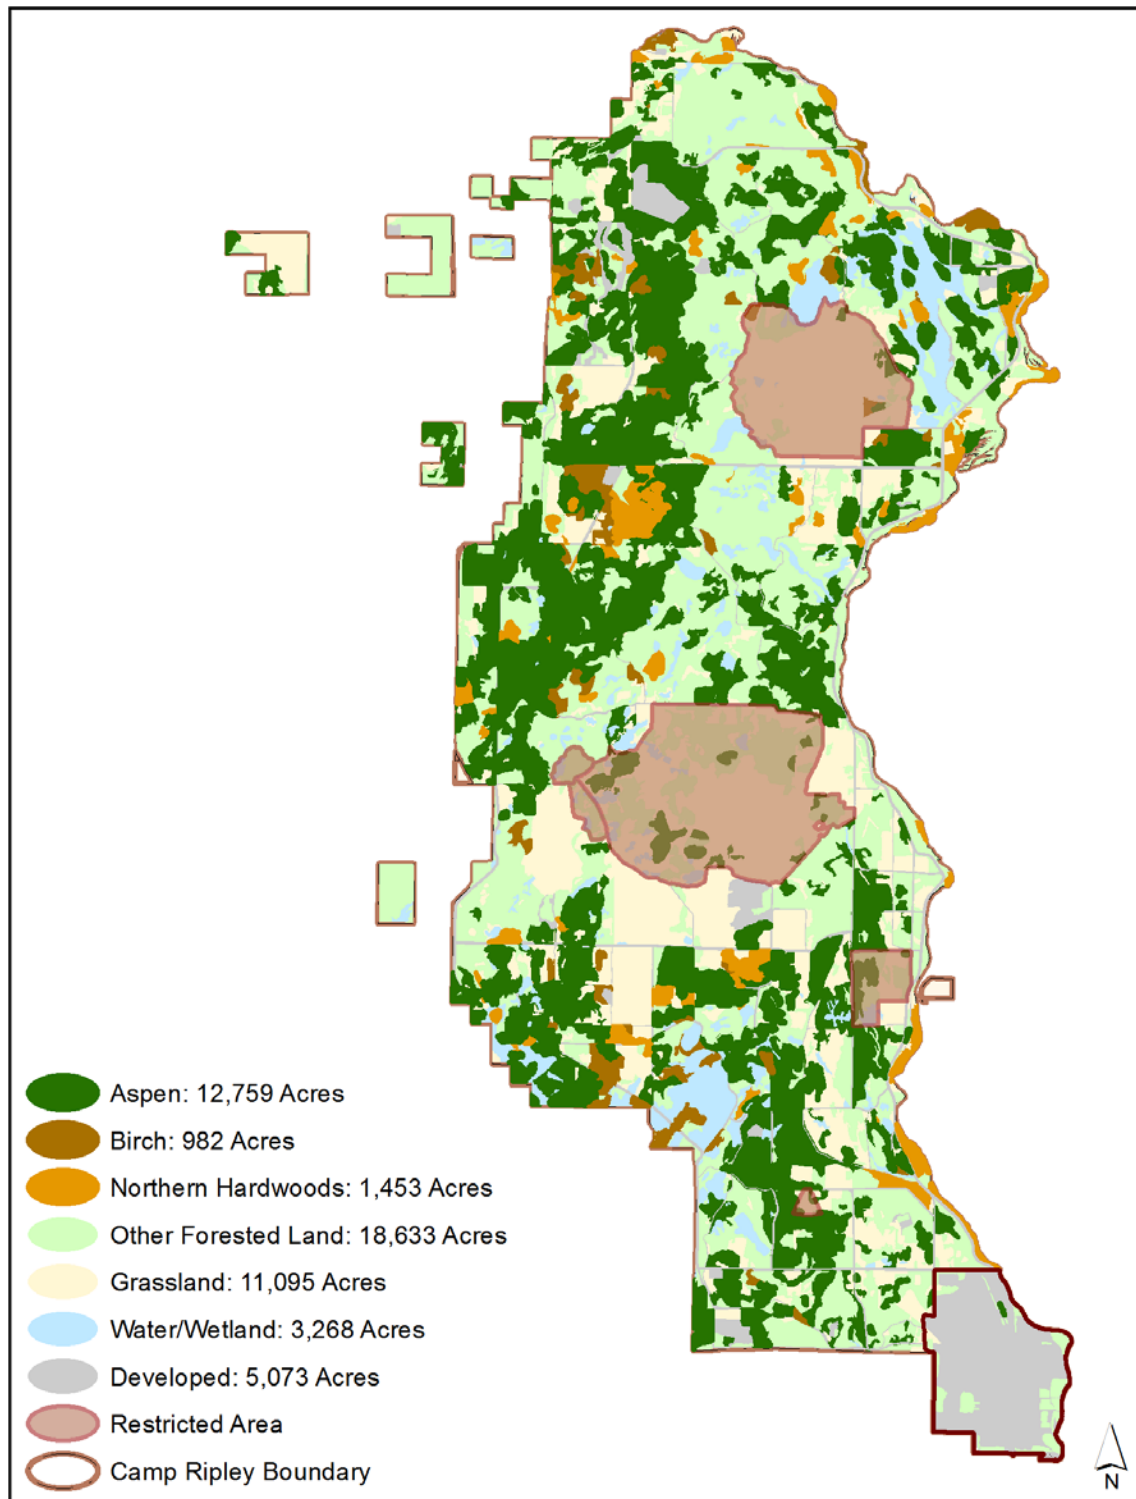 Aspen: 12,759 Acres
Birch: 982 Acres
Northern Hardwoods: 1,453 Acres
Other Forested Land: 18,633 Acres
Grassland: 11,095 Acres
Water/Wetland: 3,268 Acres
Developed: 5,073 Acres
Restricted Area
Camp Ripley Boundary
N